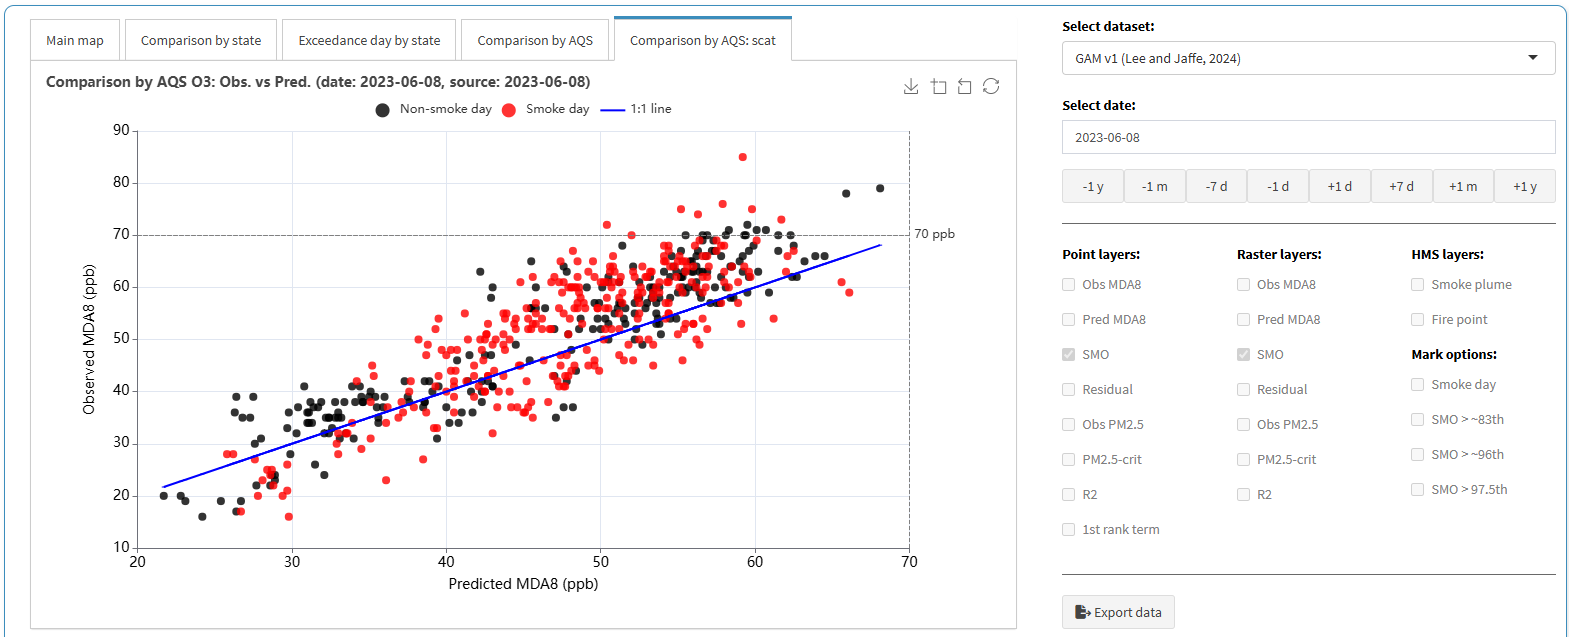 Main map
Comparison by state
Exceedance day by state
Comparison by AQS
Comparison by AQS: scat
Comparison by AQS O3: Obs. vs Pred. (date: 2023-06-08, source: 2023-06-08)
Non-smoke day
Smoke day
1:1 line
90
80
70
60
50
40
30
20
10
Observed MDA8 (ppb)
70 ppb
20
30
40
50
60
70
Predicted MDA8 (ppb)
Select dataset:
GAM v1 (Lee and Jaffe, 2024)
Select date:
2023-06-08
-1 y
-1 m
-7 d
-1 d
+1 d
+7 d
+1 m
+1 y
Point layers:
Obs MDA8
Pred MDA8
SMO
Residual
Obs PM2.5
PM2.5-crit
R2
1st rank term
Raster layers:
Obs MDA8
Pred MDA8
SMO
Residual
Obs PM2.5
PM2.5-crit
R2
HMS layers:
Smoke plume
Fire point
Mark options:
Smoke day
SMO > ~83th
SMO > ~96th
SMO > 97.5th
Export data